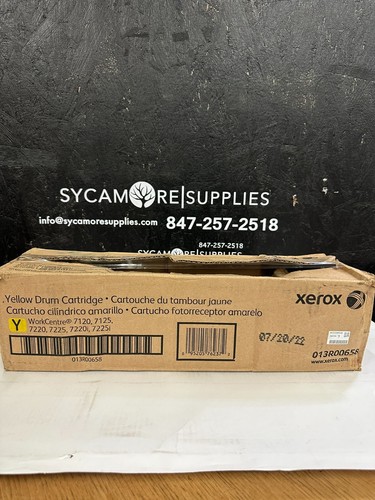 SYCAMORE|SUPPLIES
info@sycamoresupplies.com 847-257-2518
847-257-2518
SYCAMORE|SUPPLIES
Yellow Drum Cartridge • Cartouche du tambour jaune
Cartucho cilíndrico amarillo • Cartucho fotorreceptor amarelo
Y
WorkCentre® 7120, 7125,
7220, 7225, 7220i, 7225i
013R00658
xerox
07/20/22
013R00658
www.xerox.com